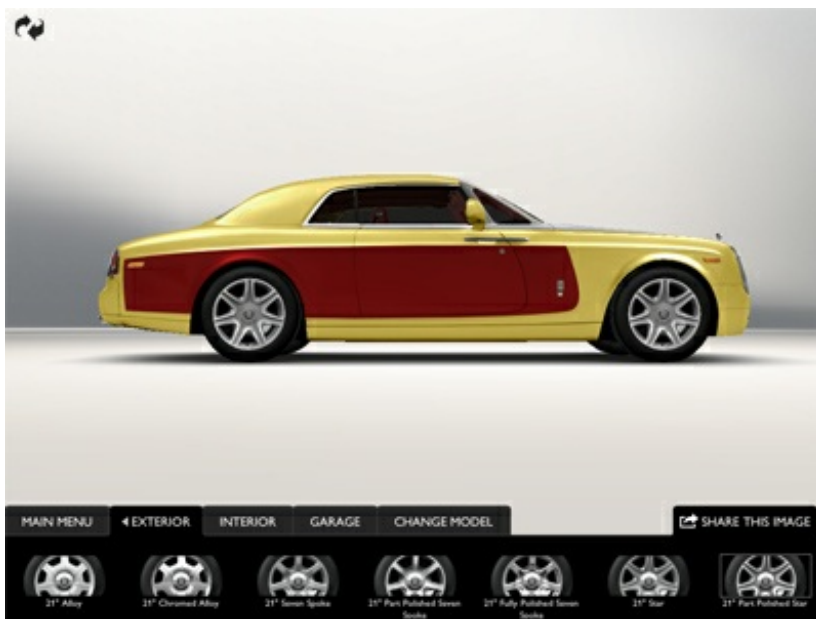 MAIN MENU
EXTERIOR
INTERIOR
GARAGE
CHANGE MODEL
SHARE THIS IMAGE
21" Alloy
21" Chromed Alloy
21" Seven Spoke
21" Part Polished Seven
Spoke
21" Fully Polished Seven
Spoke
21" Star
21" Part Polished Star